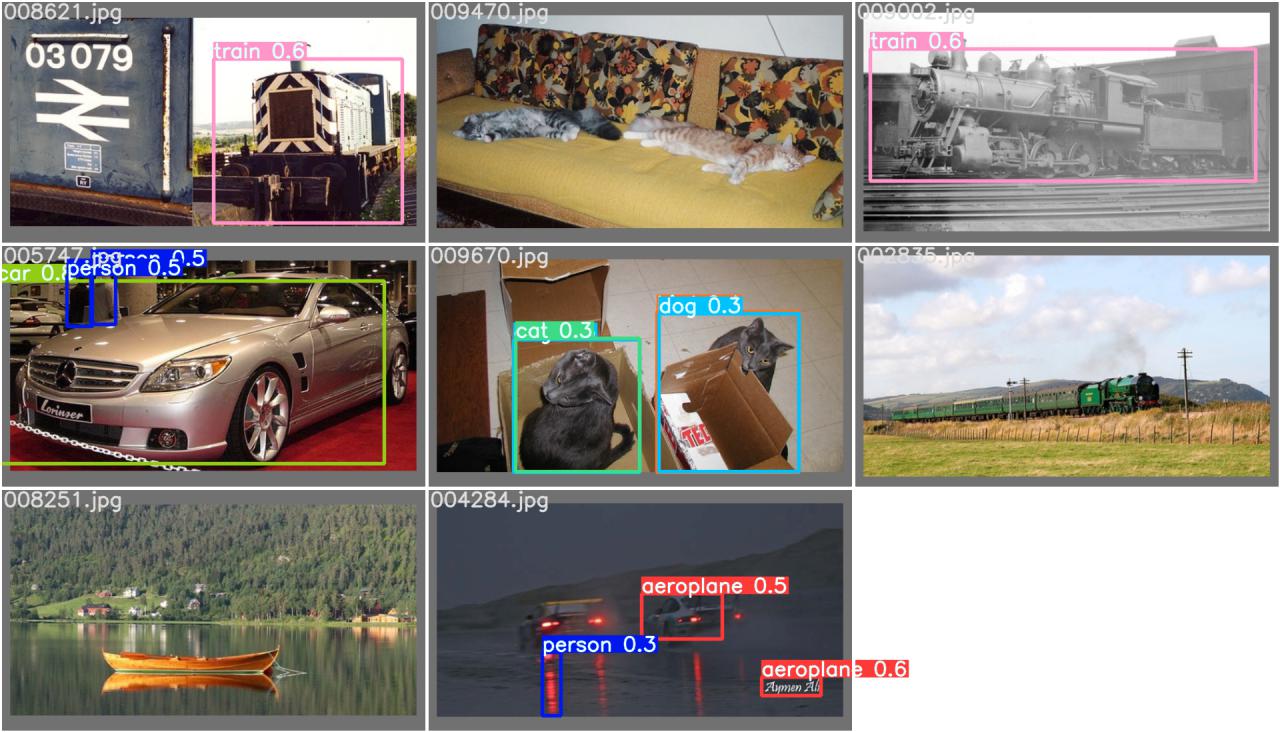 008621.jpg
03079
train 0.6
009470.jpg
009002.jpg
train 0.6
005747.jpg
person 0.5
car 0.8
person 0.5
Lorinser
009670.jpg
cat 0.3
dog 0.3
TED
002835.jpg
008251.jpg
004284.jpg
aeroplane 0.5
person 0.3
aeroplane 0.6
Aymen Ali